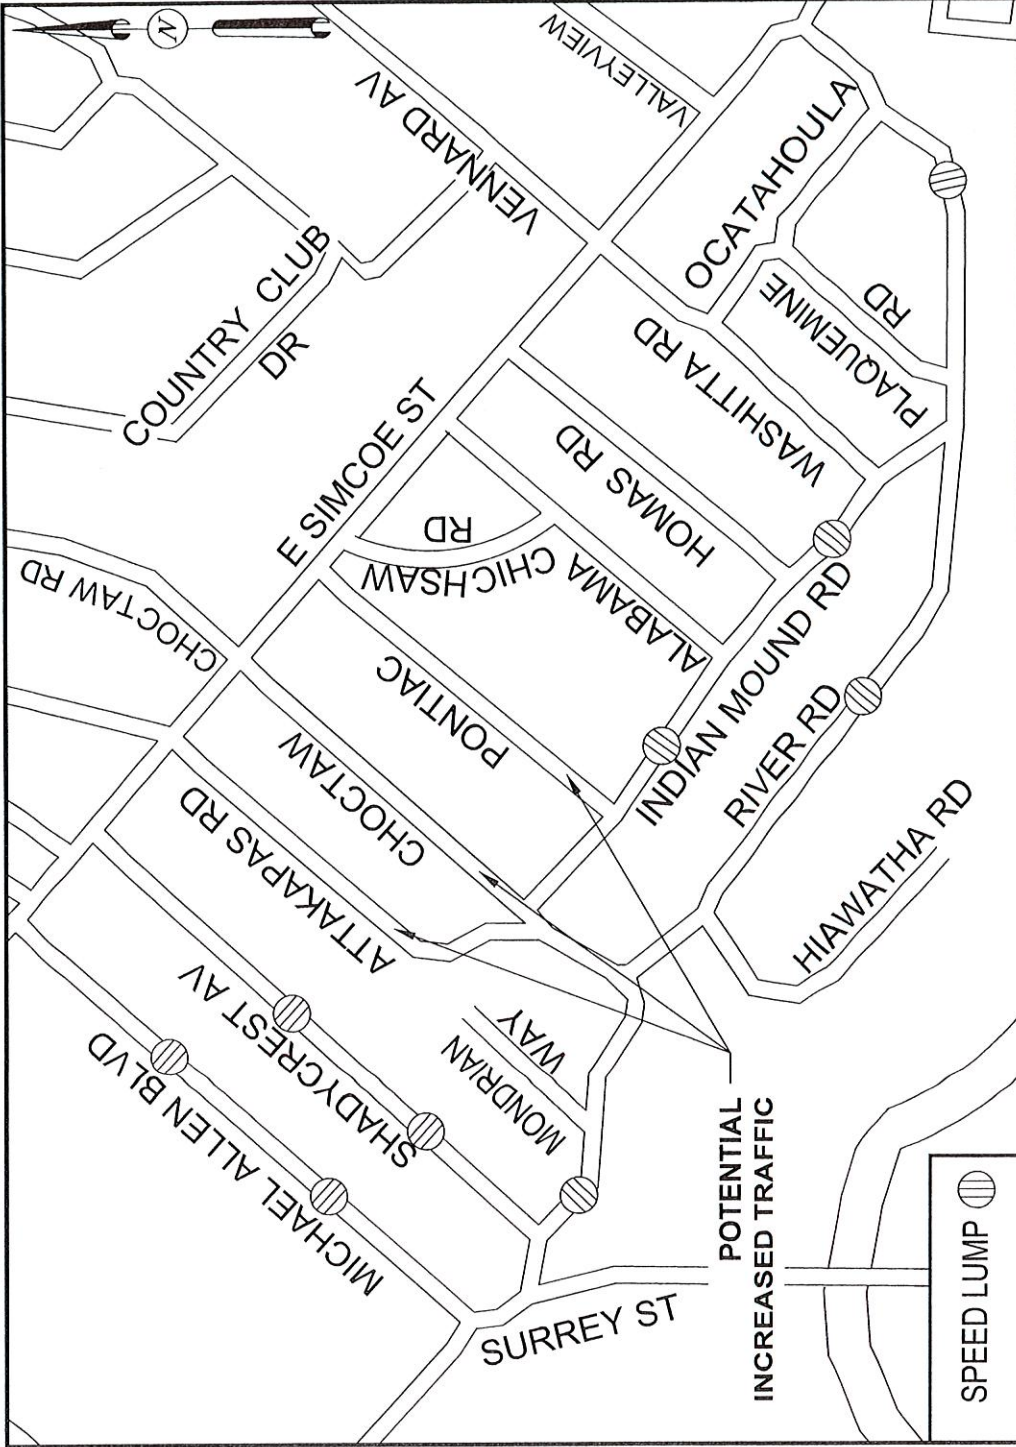 N
VALLEYVIEW
VENNARD AV
COUNTRY CLUB
DR
OCATAHOULA
PLAQUEMINE
RD
WASHITTA RD
E SIMCOE ST
HOMAS RD
CHICHSAW
RD
ALABAMA
CHOCTAW RD
PONTIAC
CHOCTAW
INDIAN MOUND RD
RIVER RD
HIAWATHA RD
ATTAKAPAS RD
SHADYCREST AV
MICHAEL ALLEN BLVD
MONDRIAN
WAY
SURREY ST
POTENTIAL
INCREASED TRAFFIC
SPEED LUMP